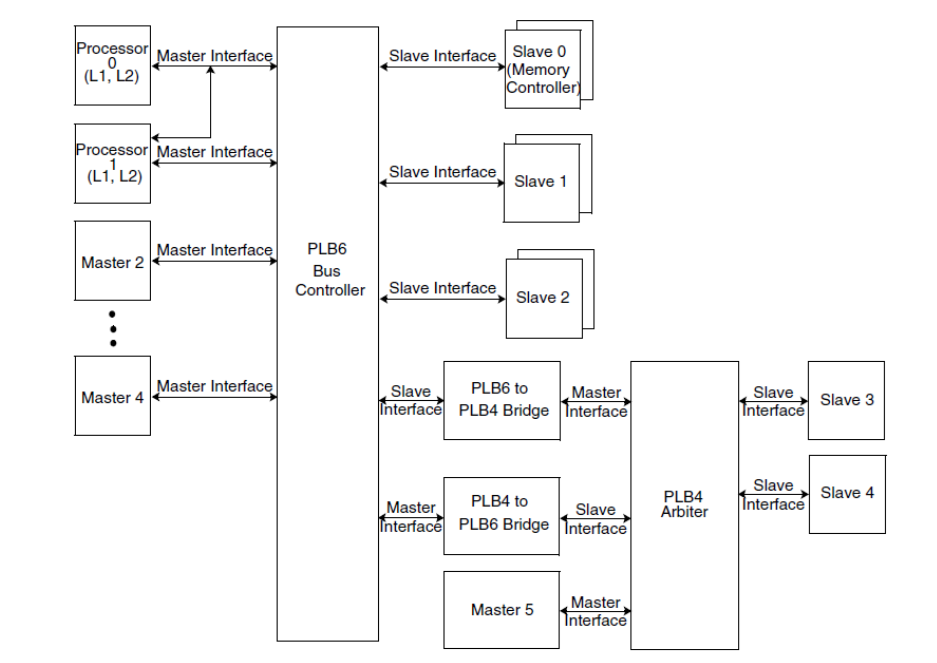 Processor
0
(L1, L2)
Master Interface
Processor
1
(L1, L2)
Master Interface
Master 2
Master Interface
Master 4
Master Interface
PLB6
Bus
Controller
Slave Interface
Slave 0
(Memory
Controller)
Slave Interface
Slave 1
Slave Interface
Slave 2
Slave
Interface
PLB6 to
PLB4 Bridge
Master
Interface
Master
Interface
PLB4 to
PLB6 Bridge
Slave
Interface
Master 5
Master
Interface
PLB4
Arbiter
Slave
Interface
Slave 3
Slave
Interface
Slave 4